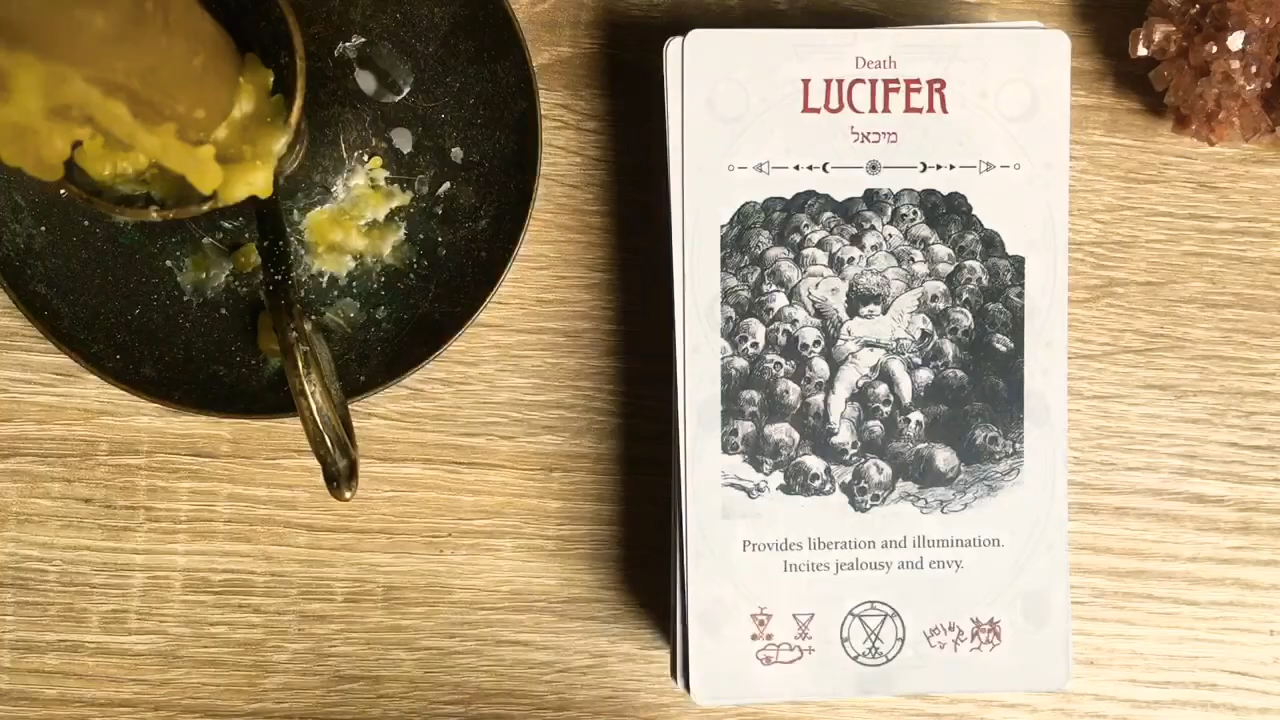 Death
LUCIFER
מיכאל
Provides liberation and illumination.
Incites jealousy and envy.